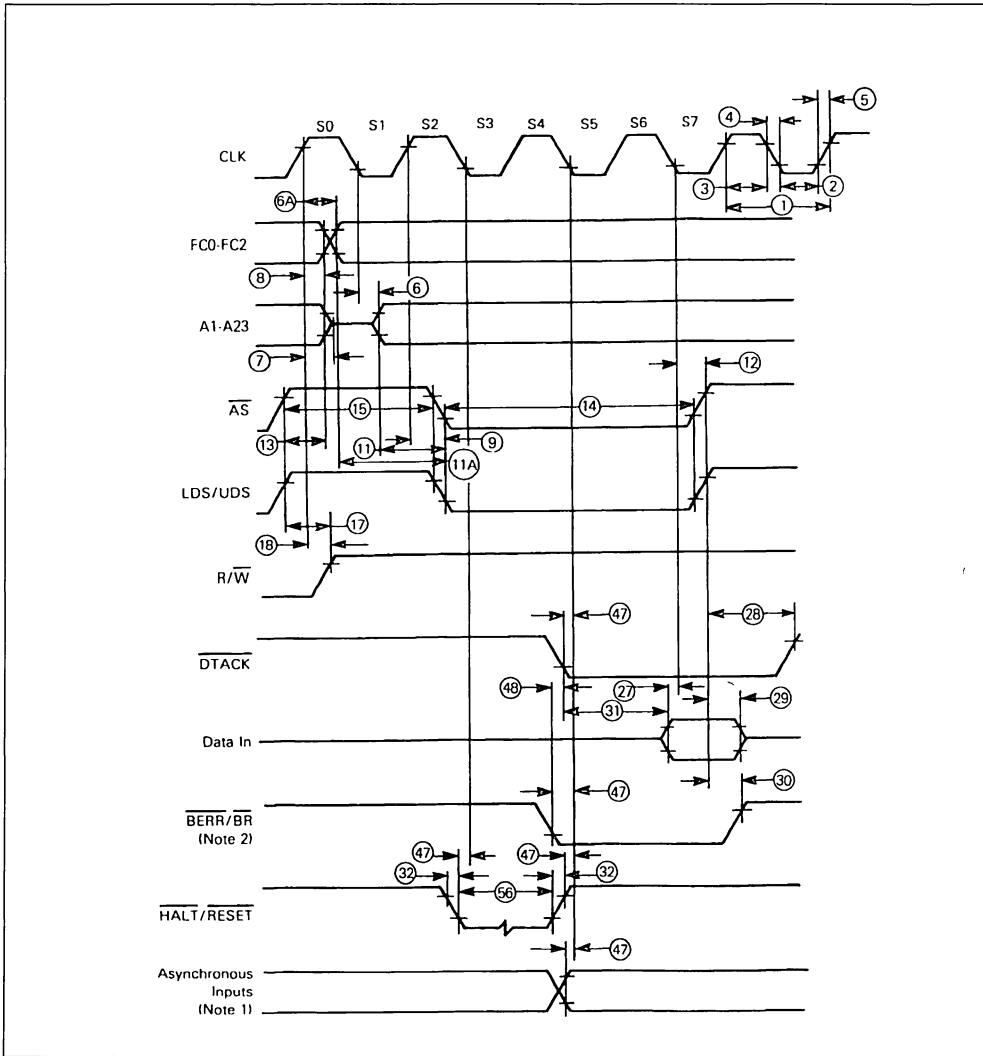 S0 S1 S2 S3 S4 S5 S6 S7
4 5
CLK
3 2
1
6A
FC0-FC2
8 6
A1-A23
7 12
AS
15 14
13 11 9
11A
LDS/UDS
17
18
R/W
47 28
DTACK
48 27 29
31
Data In
30
47
BERR/BR
(Note 2)
47 47
32 56 32
HALT/RESET
47
Asynchronous
Inputs
(Note 1)